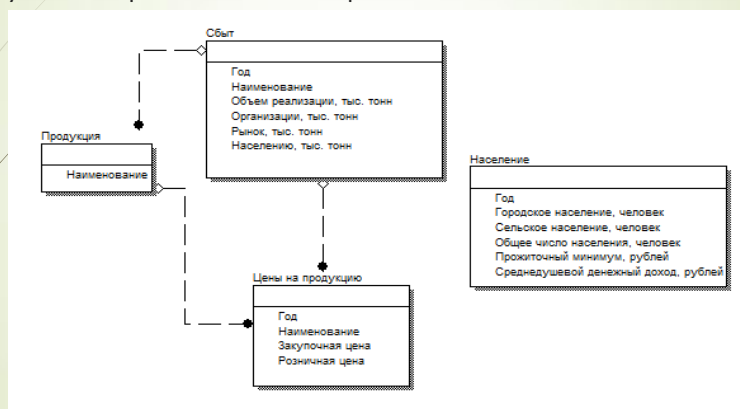 Сбыт
Год
Наименование
Объем реализации, тыс. тонн
Организации, тыс. тонн
Рынок, тыс. тонн
Населению, тыс. тонн
Продукция
Наименование
Население
Год
Городское население, человек
Сельское население, человек
Общее число населения, человек
Прожиточный минимум, рублей
Среднедушевой денежный доход, рублей
Цены на продукцию
Год
Наименование
Закупочная цена
Розничная цена